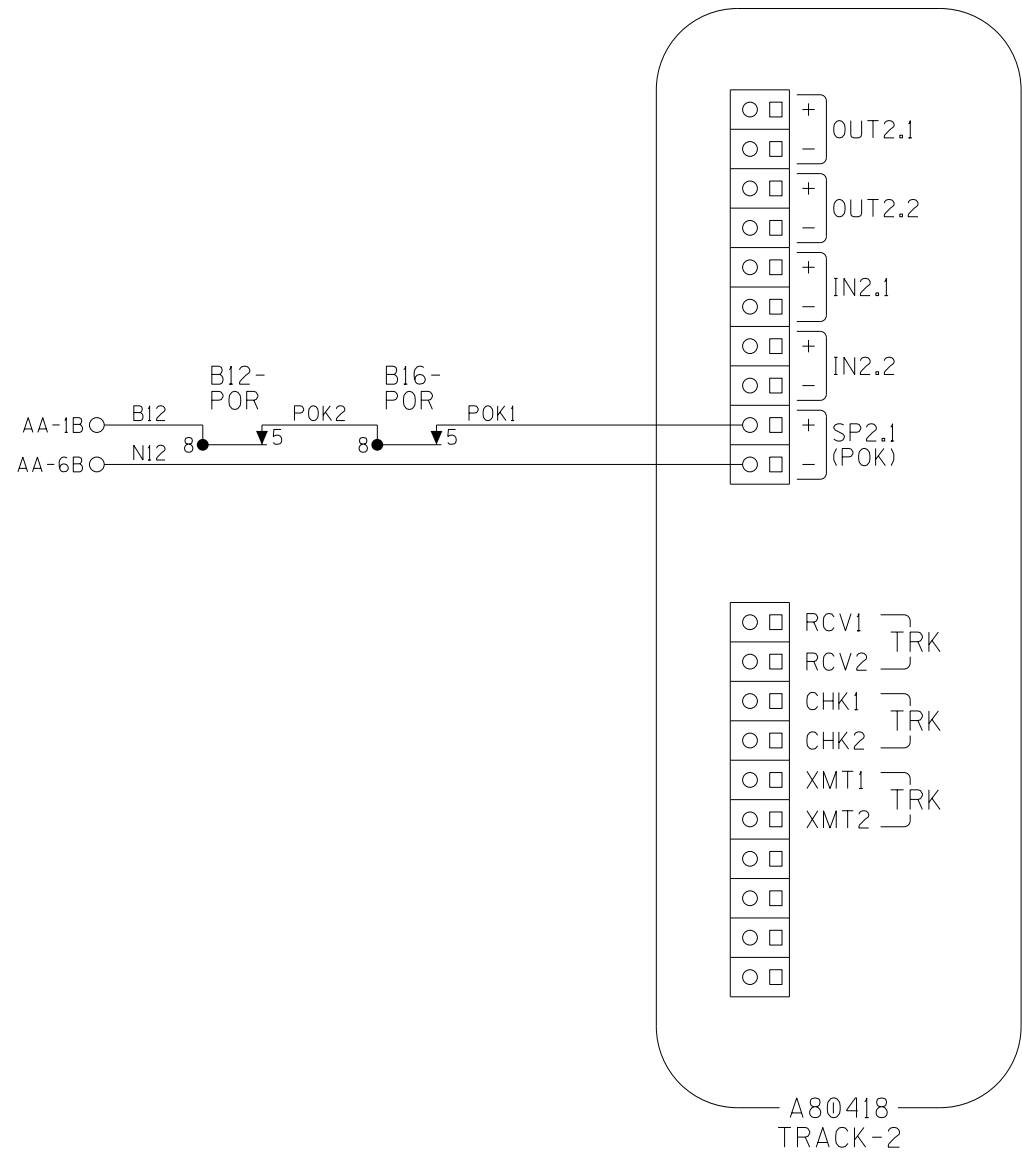 +
OUT2.1
−
+
OUT2.2
−
+
IN2.1
−
+
IN2.2
−
B12-
POR
B16-
POR
AA-1B B12 8 5 POK2 8 5 POK1
+
SP2.1
(POK)
−
AA-6B N12
RCV1
TRK
RCV2
CHK1
TRK
CHK2
XMT1
TRK
XMT2
A80418
TRACK-2